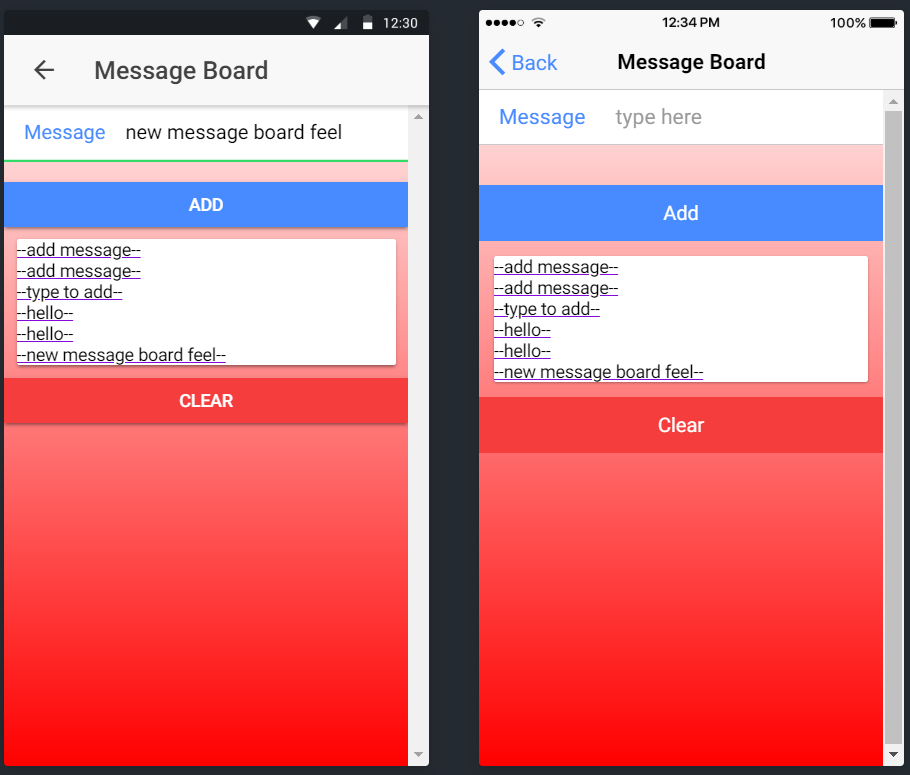 12:30
Message Board
Message new message board feel
ADD
--add message--
--add message--
--type to add--
--hello--
--hello--
--new message board feel--
CLEAR
12:34 PM 100%
Back Message Board
Message type here
Add
--add message--
--add message--
--type to add--
--hello--
--hello--
--new message board feel--
Clear